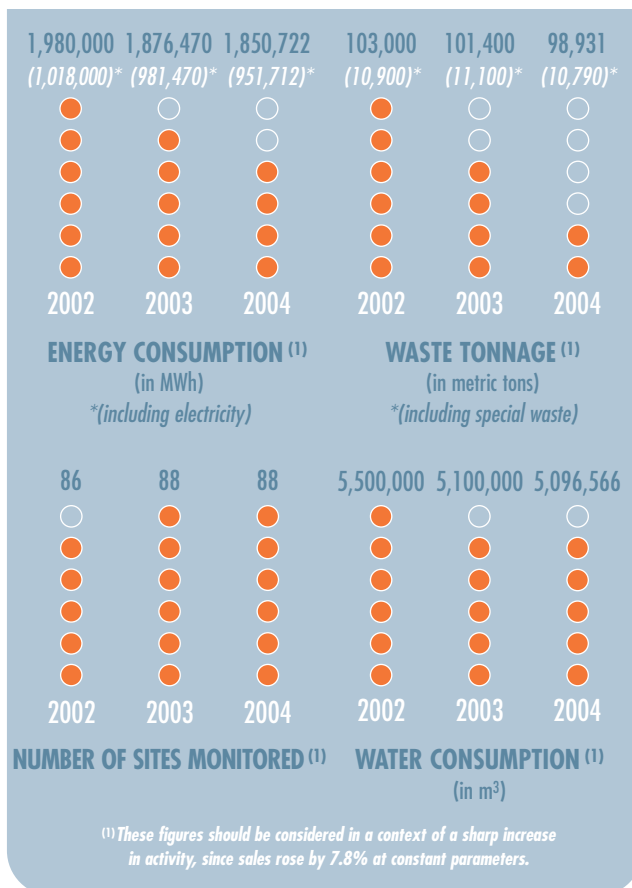 1,980,000 1,876,470 1,850,722
(1,018,000)* (981,470)* (951,712)*
2002 2003 2004
ENERGY CONSUMPTION (1)
(in MWh)
*(including electricity)
103,000 101,400 98,931
(10,900)* (11,100)* (10,790)*
2002 2003 2004
WASTE TONNAGE (1)
(in metric tons)
*(including special waste)
86 88 88
2002 2003 2004
NUMBER OF SITES MONITORED (1)
5,500,000 5,100,000 5,096,566
2002 2003 2004
WATER CONSUMPTION (1)
(in m³)
(1) These figures should be considered in a context of a sharp increase
in activity, since sales rose by 7.8% at constant parameters.